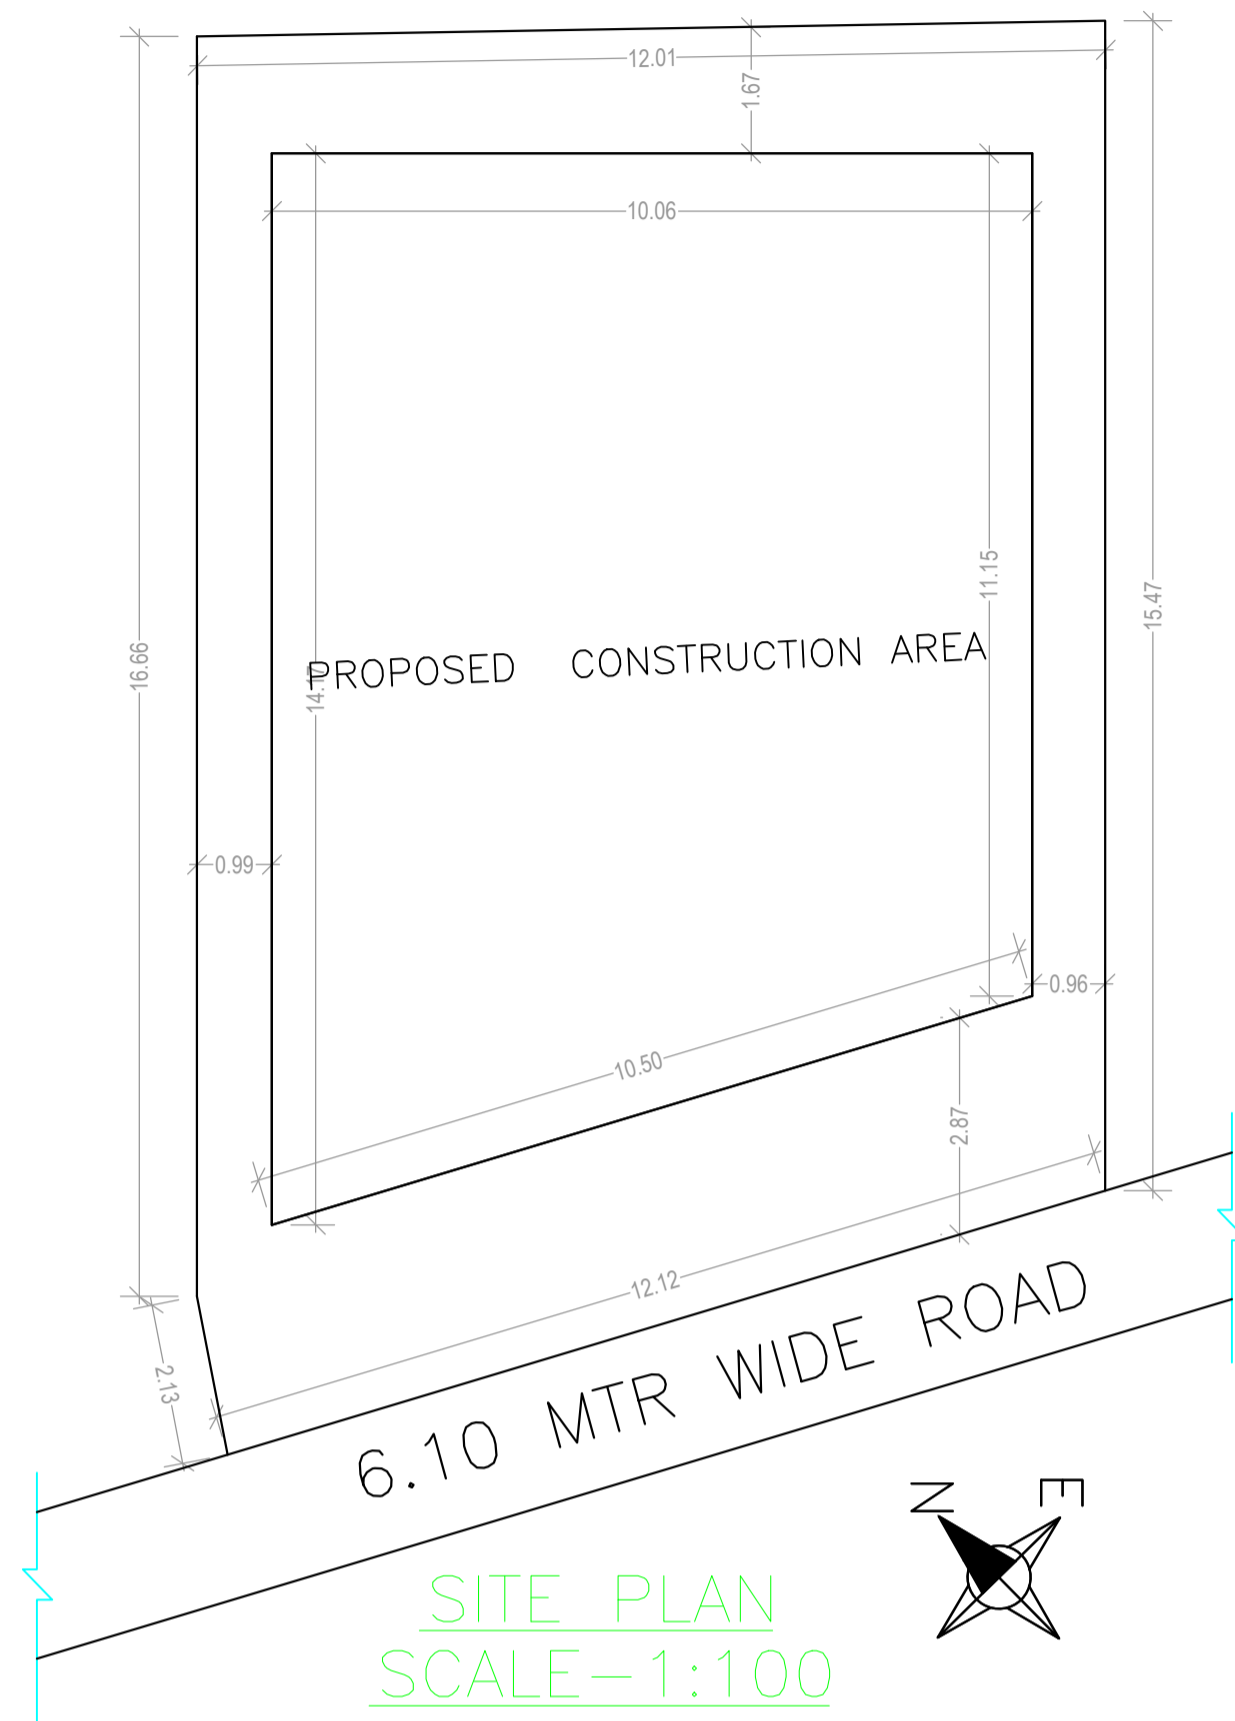 12.01
1.67
10.06
11.15
15.47
16.66
14.17
PROPOSED CONSTRUCTION AREA
0.99
0.96
10.50
2.87
12.12
2.13
6.10 MTR WIDE ROAD
N E
SITE PLAN
SCALE-1:100